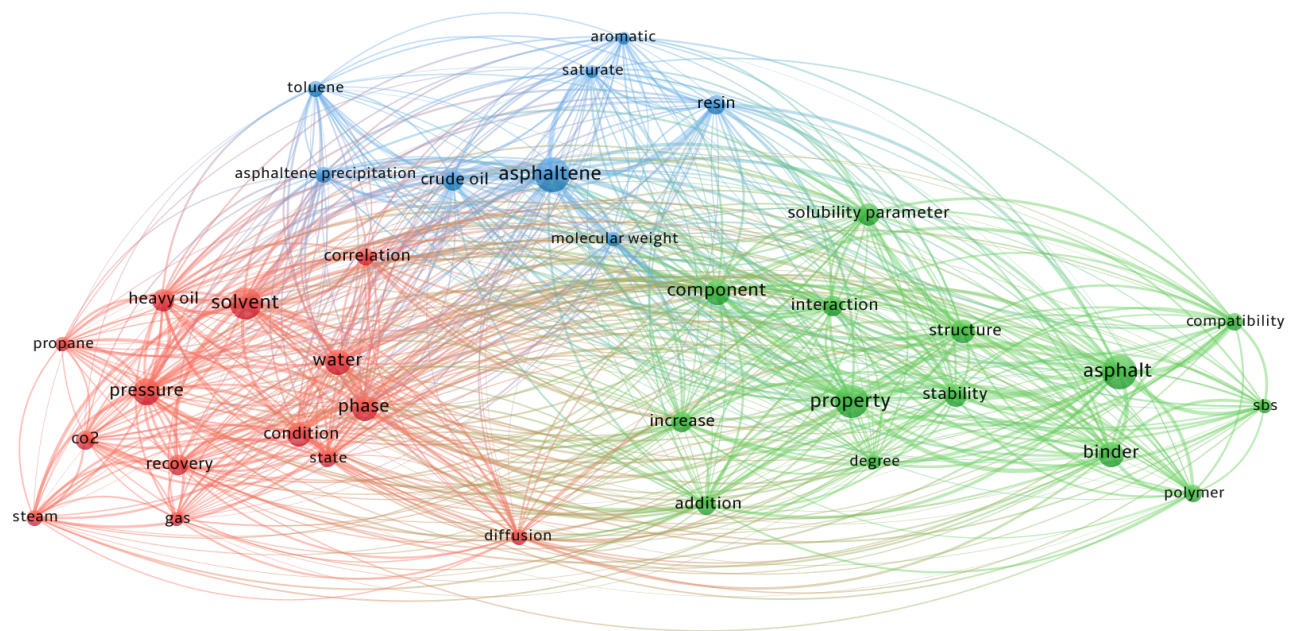 aromatic
saturate
toluene
resin
asphaltene precipitation
crude oil
asphaltene
solubility parameter
molecular weight
correlation
component
heavy oil
solvent
interaction
compatibility
structure
propane
water
asphalt
pressure
stability
property
phase
sbs
increase
condition
co2
binder
state
degree
recovery
polymer
addition
steam
gas
diffusion